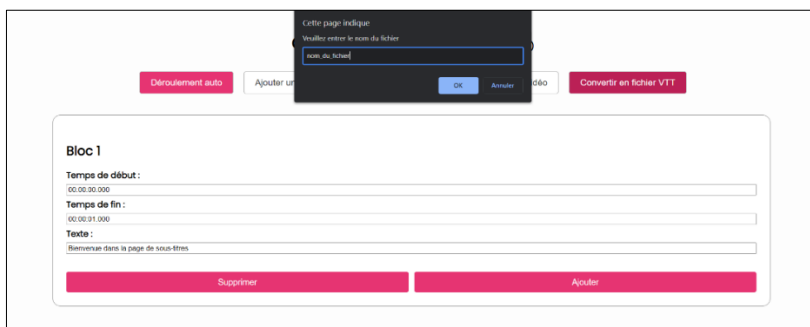 Cette page indique
Veuillez entrer le nom du fichier
nom_du_fichier
OK Annuler
Déroulement auto Ajouter un déo Convertir en fichier VTT
Bloc 1
Temps de début :
00:00:00.000
Temps de fin :
00:00:01.000
Texte :
Bienvenue dans la page de sous-titres
Supprimer Ajouter